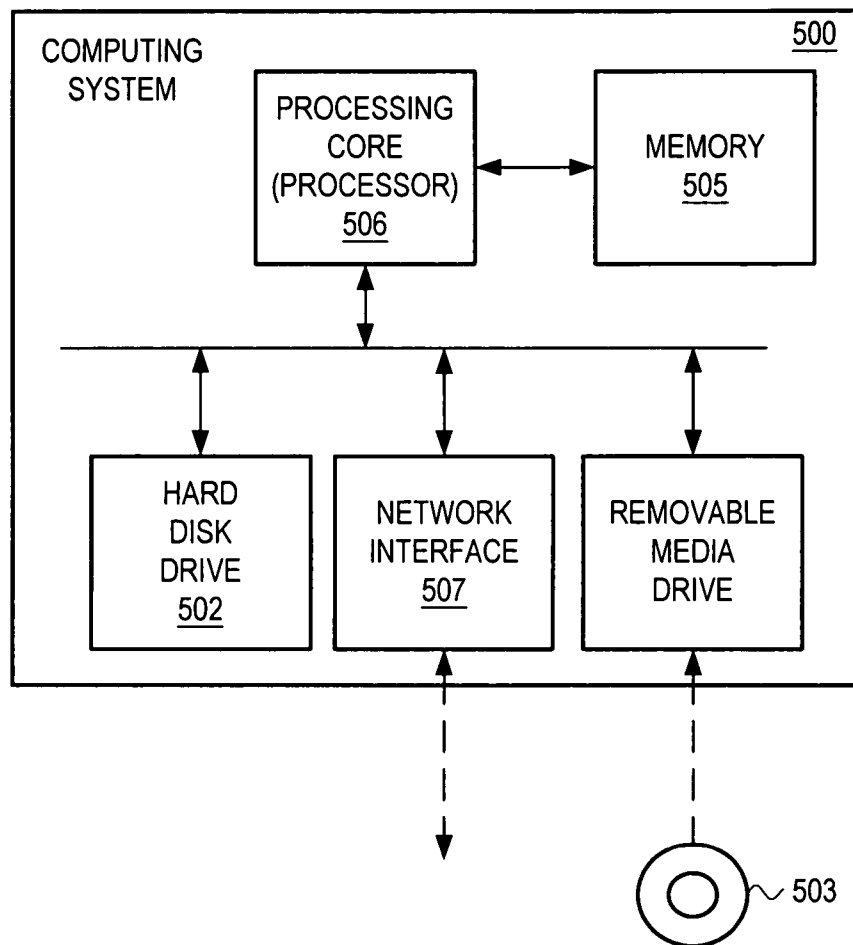 500
COMPUTING
SYSTEM
PROCESSING
CORE
(PROCESSOR)
506
MEMORY
505
HARD
DISK
DRIVE
502
NETWORK
INTERFACE
507
REMOVABLE
MEDIA
DRIVE
503